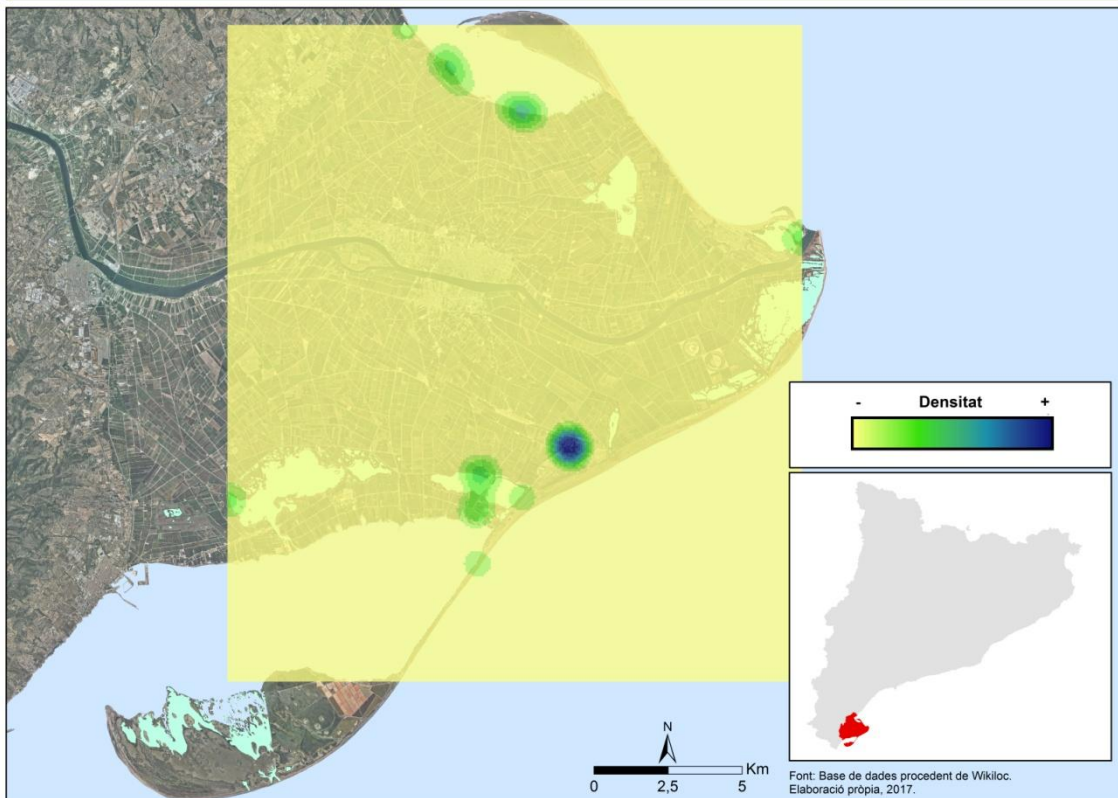 - Densitat +
N
Km
0 2,5 5
Font: Base de dades procedent de Wikiloc.
Elaboració pròpia, 2017.